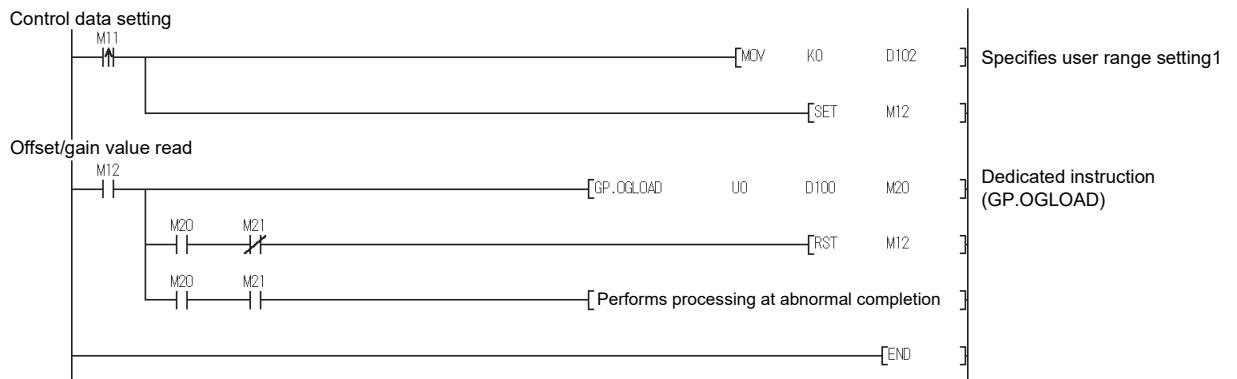 Control data setting
M11
MOV K0 D102 Specifies user range setting1
SET M12
Offset/gain value read
M12
GP.OGLOAD U0 D100 M20 Dedicated instruction
(GP.OGLOAD)
M20 M21
RST M12
M20 M21
Performs processing at abnormal completion
END